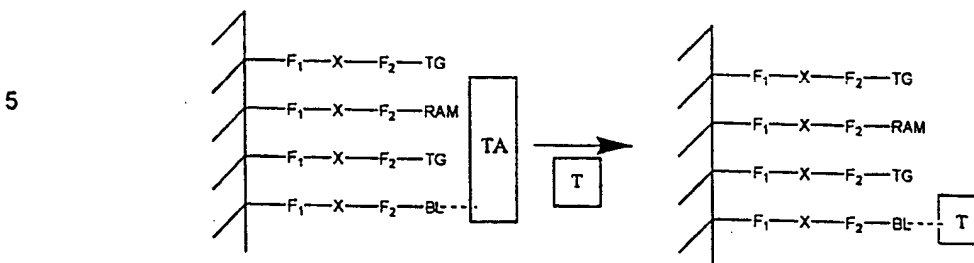 F₁—X—F₂—TG F₁—X—F₂—TG
5
F₁—X—F₂—RAM TA F₁—X—F₂—RAM
T
F₁—X—F₂—TG F₁—X—F₂—TG
F₁—X—F₂—BL F₁—X—F₂—BL T